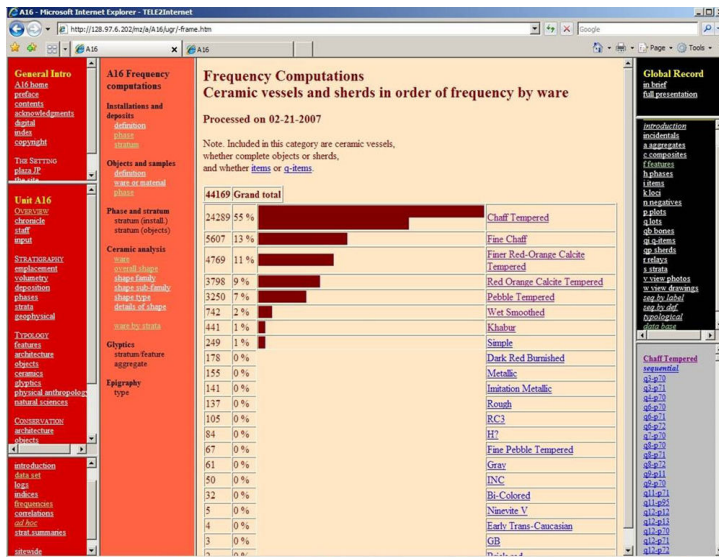 A16 - Microsoft Internet Explorer - TELE2Internet
http://128.97.6.202/mz/a/A16/ugr/-frame.htm
Google
A16
A16
Page
Tools
General Intro
A16 home
preface
contents
acknowledgments
digital
index
copyright
THE SETTING
plaza JP
the site
Unit A16
OVERVIEW
chronicle
staff
input
STRATIGRAPHY
emplacement
volumetry
deposition
phases
strata
geophysical
TYPOLOGY
features
architecture
objects
ceramics
glyptics
physical anthropology
natural sciences
CONSERVATION
architecture
objects
introduction
data set
logs
indices
frequencies
correlations
ad hoc
strat.summaries
sitewide
A16 Frequency
computations
Installations and
deposits
definition
phase
stratum
Objects and samples
definition
ware or material
phase
Phase and stratum
stratum (install.)
stratum (objects)
Ceramic analysis
ware
overall shape
shape family
shape sub-family
shape type
details of shape
ware by strata
Glyptics
stratum/feature
aggregate
Epigraphy
type
Frequency Computations
Ceramic vessels and sherds in order of frequency by ware
Processed on 02-21-2007
Note. Included in this category are ceramic vessels,
whether complete objects or sherds,
and whether items or q-items.
44169 Grand total
24289 55 % Chaff Tempered
5607 13 % Fine Chaff
4769 11 % Finer Red-Orange Calcite
Tempered
3798 9 % Red Orange Calcite Tempered
3250 7 % Pebble Tempered
742 2 % Wet Smoothed
441 1 % Khabur
249 1 % Simple
178 0 % Dark Red Burnished
155 0 % Metallic
141 0 % Imitation Metallic
137 0 % Rough
105 0 % RC3
84 0 % H?
67 0 % Fine Pebble Tempered
61 0 % Gray
50 0 % INC
32 0 % Bi-Colored
5 0 % Ninevite V
4 0 % Early Trans-Caucasian
3 0 % GB
Global Record
in brief
full presentation
introduction
incidentals
a aggregates
c composites
f features
h phases
i items
k loci
n negatives
p plots
q lots
qb bones
qi q-items
qp sherds
r relays
s strata
v view photos
w view drawings
seq by label
seq by def.
typological
data base
Chaff Tempered
sequential
q3-p70
q3-p71
q4-p70
q6-p70
q6-p71
q6-p72
q7-p70
q8-p70
q8-p71
q8-p72
q9-p11
q9-p70
q11-p71
q11-p95
q12-p12
q12-p13
q12-p70
q12-p71
q12-p72